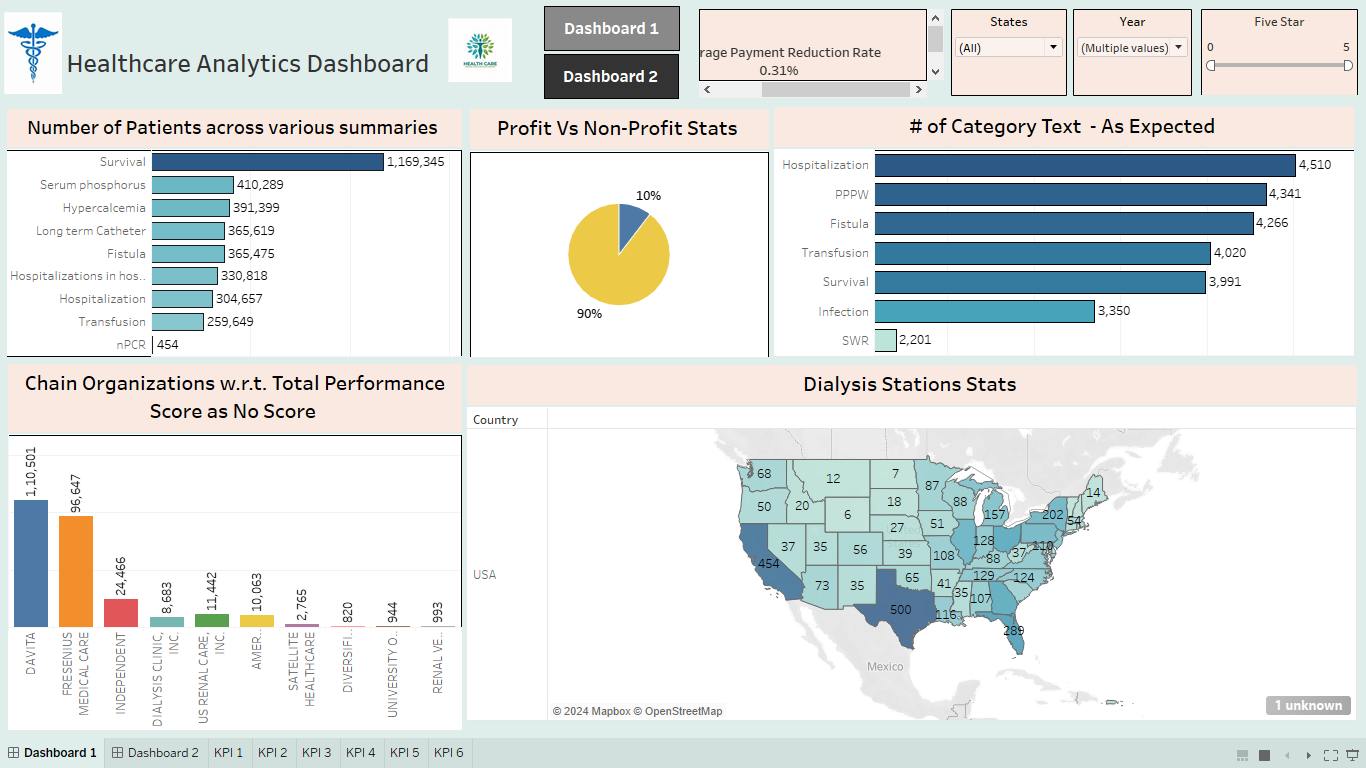 Healthcare Analytics Dashboard
HEALTH CARE
Dashboard 1
Dashboard 2
rage Payment Reduction Rate
0.31%
States
(All)
Year
(Multiple values)
Five Star
0 5
Number of Patients across various summaries
Survival 1,169,345
Serum phosphorus 410,289
Hypercalcemia 391,399
Long term Catheter 365,619
Fistula 365,475
Hospitalizations in hos.. 330,818
Hospitalization 304,657
Transfusion 259,649
nPCR 454
Profit Vs Non-Profit Stats
10%
90%
# of Category Text - As Expected
Hospitalization 4,510
PPPW 4,341
Fistula 4,266
Transfusion 4,020
Survival 3,991
Infection 3,350
SWR 2,201
Chain Organizations w.r.t. Total Performance
Score as No Score
1,10,501
96,647
24,466
8,683
11,442
10,063
2,765
820
944
993
DAVITA
FRESENIUS
MEDICAL CARE
INDEPENDENT
DIALYSIS CLINIC,
INC.
US RENAL CARE,
INC.
AMER..
SATELLITE
HEALTHCARE
DIVERSIFI..
UNIVERSITY O..
RENAL VE..
Dialysis Stations Stats
Country
USA
68 12 7 87 14
50 20 18 88 157 202 54
6 27 51
37 35 56 39 128
454 108 88 37
73 35 65 41 129 124
35 107
500 116
289
Mexico
© 2024 Mapbox © OpenStreetMap
1 unknown
Dashboard 1 Dashboard 2 KPI 1 KPI 2 KPI 3 KPI 4 KPI 5 KPI 6